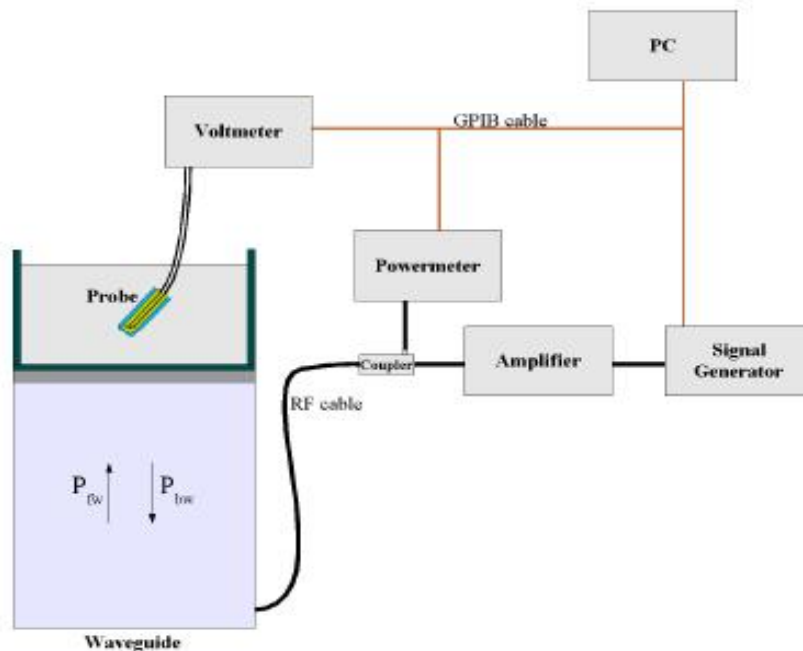 PC
Voltmeter
GPIB cable
Powermeter
Probe
Coupler
Amplifier
Signal
Generator
RF cable
P fw
P bw
Waveguide